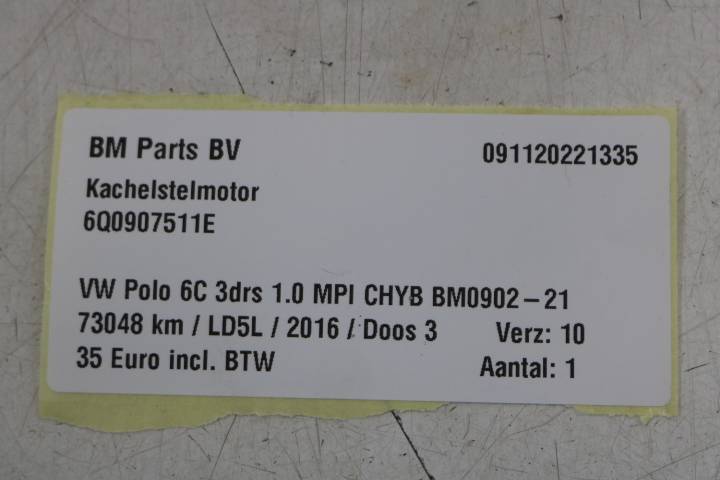 BM Parts BV 091120221335
Kachelstelmotor
6Q0907511E
VW Polo 6C 3drs 1.0 MPI CHYB BM0902-21
73048 km / LD5L / 2016 / Doos 3 Verz: 10
35 Euro incl. BTW Aantal: 1